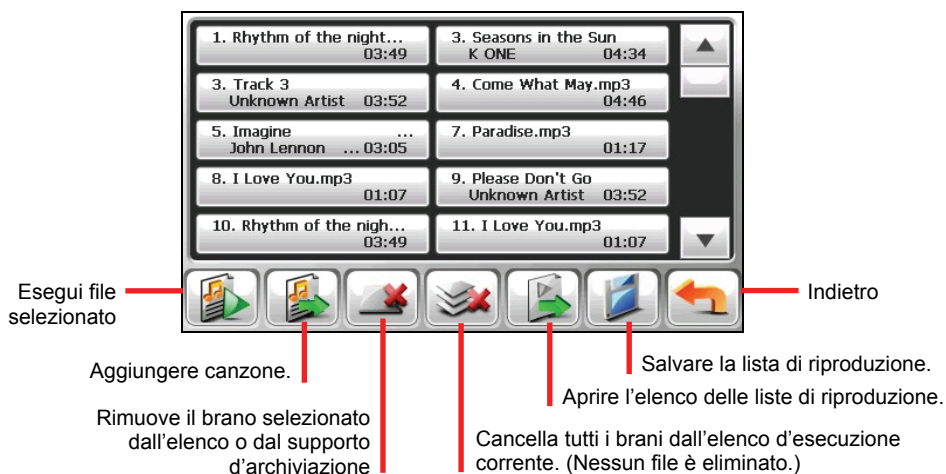 1. Rhythm of the night...
03:49
3. Seasons in the Sun
K ONE 04:34
3. Track 3
Unknown Artist 03:52
4. Come What May.mp3
04:46
5. Imagine ...
John Lennon ... 03:05
7. Paradise.mp3
01:17
8. I Love You.mp3
01:07
9. Please Don't Go
Unknown Artist 03:52
10. Rhythm of the nigh...
03:49
11. I Love You.mp3
01:07
Esegui file
selezionato
Indietro
Aggiungere canzone.
Salvare la lista di riproduzione.
Aprire l’elenco delle liste di riproduzione.
Rimuove il brano selezionato
dall’elenco o dal supporto
d’archiviazione
Cancella tutti i brani dall’elenco d’esecuzione
corrente. (Nessun file è eliminato.)